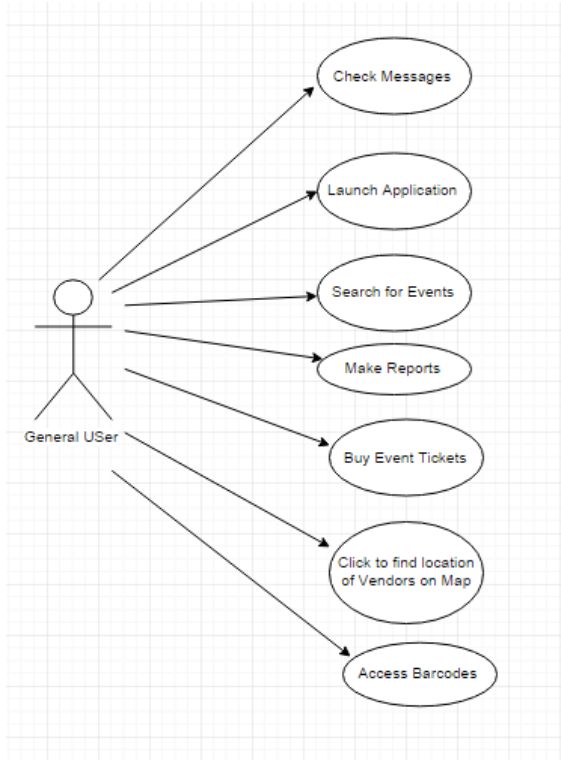 Check Messages
Launch Application
Search for Events
Make Reports
General USer
Buy Event Tickets
Click to find location
of Vendors on Map
Access Barcodes